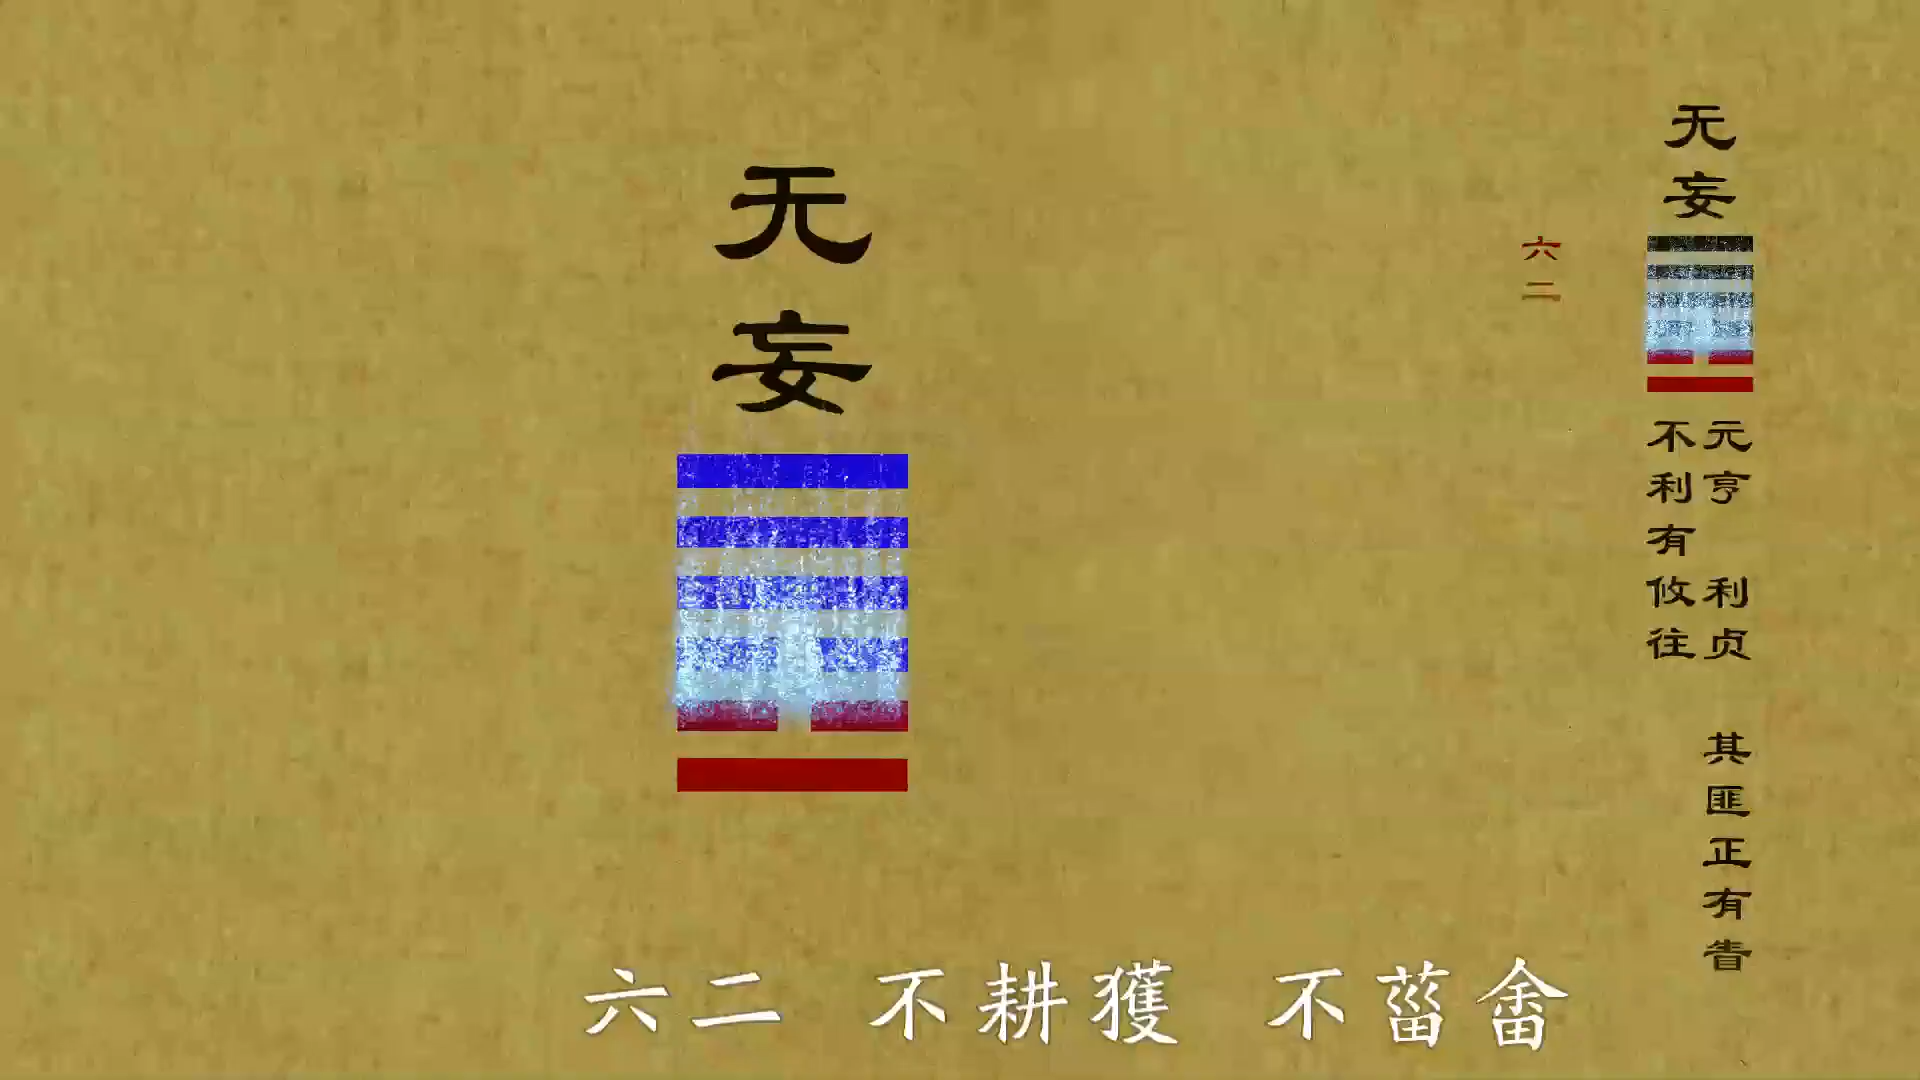 无妄
元亨 利贞 其匪正有眚
不利有攸往
六二
无妄
六二 不耕獲 不菑畬